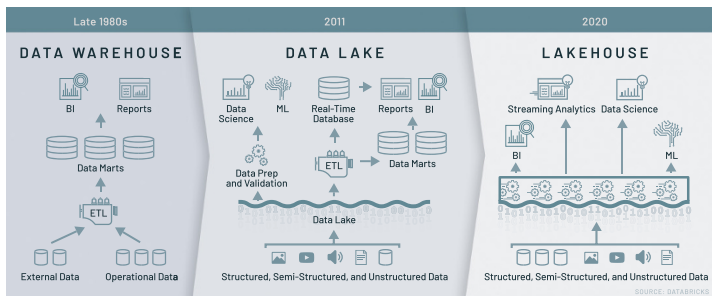 Late 1980s
DATA WAREHOUSE
BI
Reports
Data Marts
ETL
External Data
Operational Data
2011
DATA LAKE
Data
Science
ML
Real-Time
Database
Reports
BI
Data Prep
and Validation
ETL
Data Marts
Data Lake
Structured, Semi-Structured, and Unstructured Data
2020
LAKEHOUSE
Streaming Analytics
Data Science
BI
ML
Structured, Semi-Structured, and Unstructured Data
SOURCE: DATABRICKS